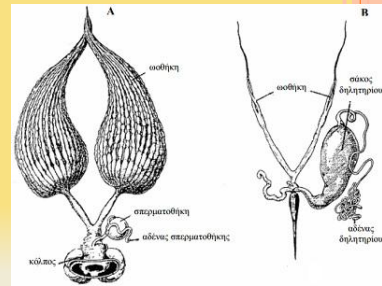 A
ωοθήκη
σπερματοθήκη
αδένας σπερματοθήκης
κόλπος
B
σάκος
δηλητηρίου
ωοθήκη
αδένας
δηλητηρίου